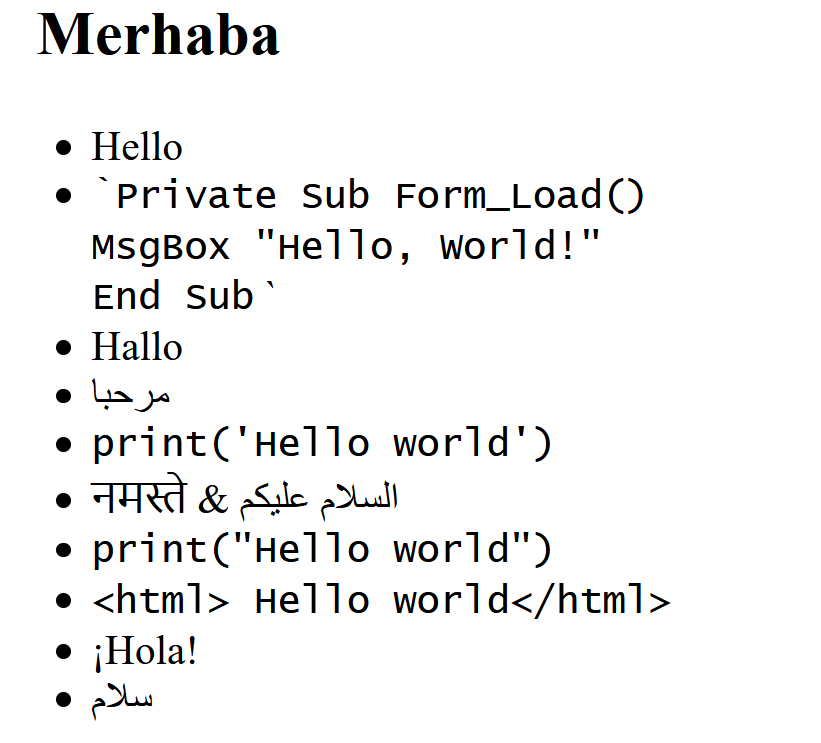 Merhaba
Hello
`Private Sub Form_Load()
MsgBox "Hello, World!"
End Sub`
Hallo
مرحبا
print('Hello world')
नमस्ते & السلام عليكم
print("Hello world")
<html> Hello world</html>
¡Hola!
سلام